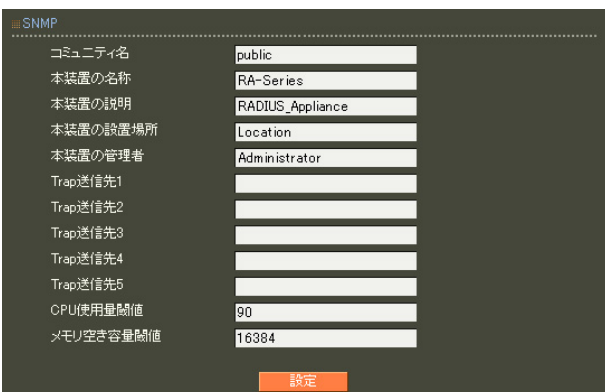 SNMP
コミュニティ名 public
本装置の名称 RA-Series
本装置の説明 RADIUS_Appliance
本装置の設置場所 Location
本装置の管理者 Administrator
Trap送信先1
Trap送信先2
Trap送信先3
Trap送信先4
Trap送信先5
CPU使用量閾値 90
メモリ空き容量閾値 16384
設定